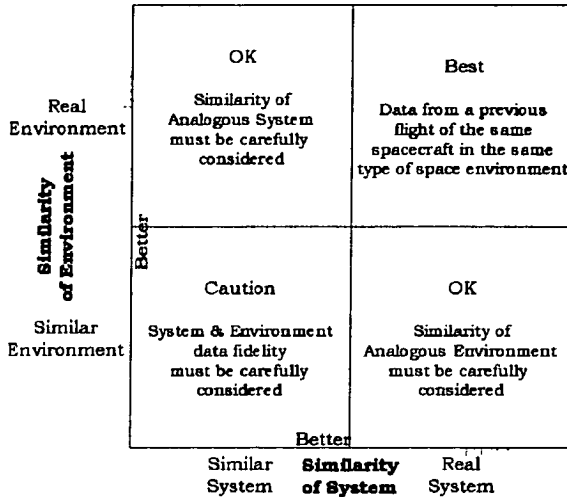 OK
Similarity of
Analogous System
must be carefully
considered
Best
Data from a previous
flight of the same
spacecraft in the same
type of space environment
Real
Environment
Similarity
of Environment
Better
Similar
Environment
Caution
System & Environment
data fidelity
must be carefully
considered
OK
Similarity of
Analogous Environment
must be carefully
considered
Better
Similar
System
Similarity
of System
Real
System